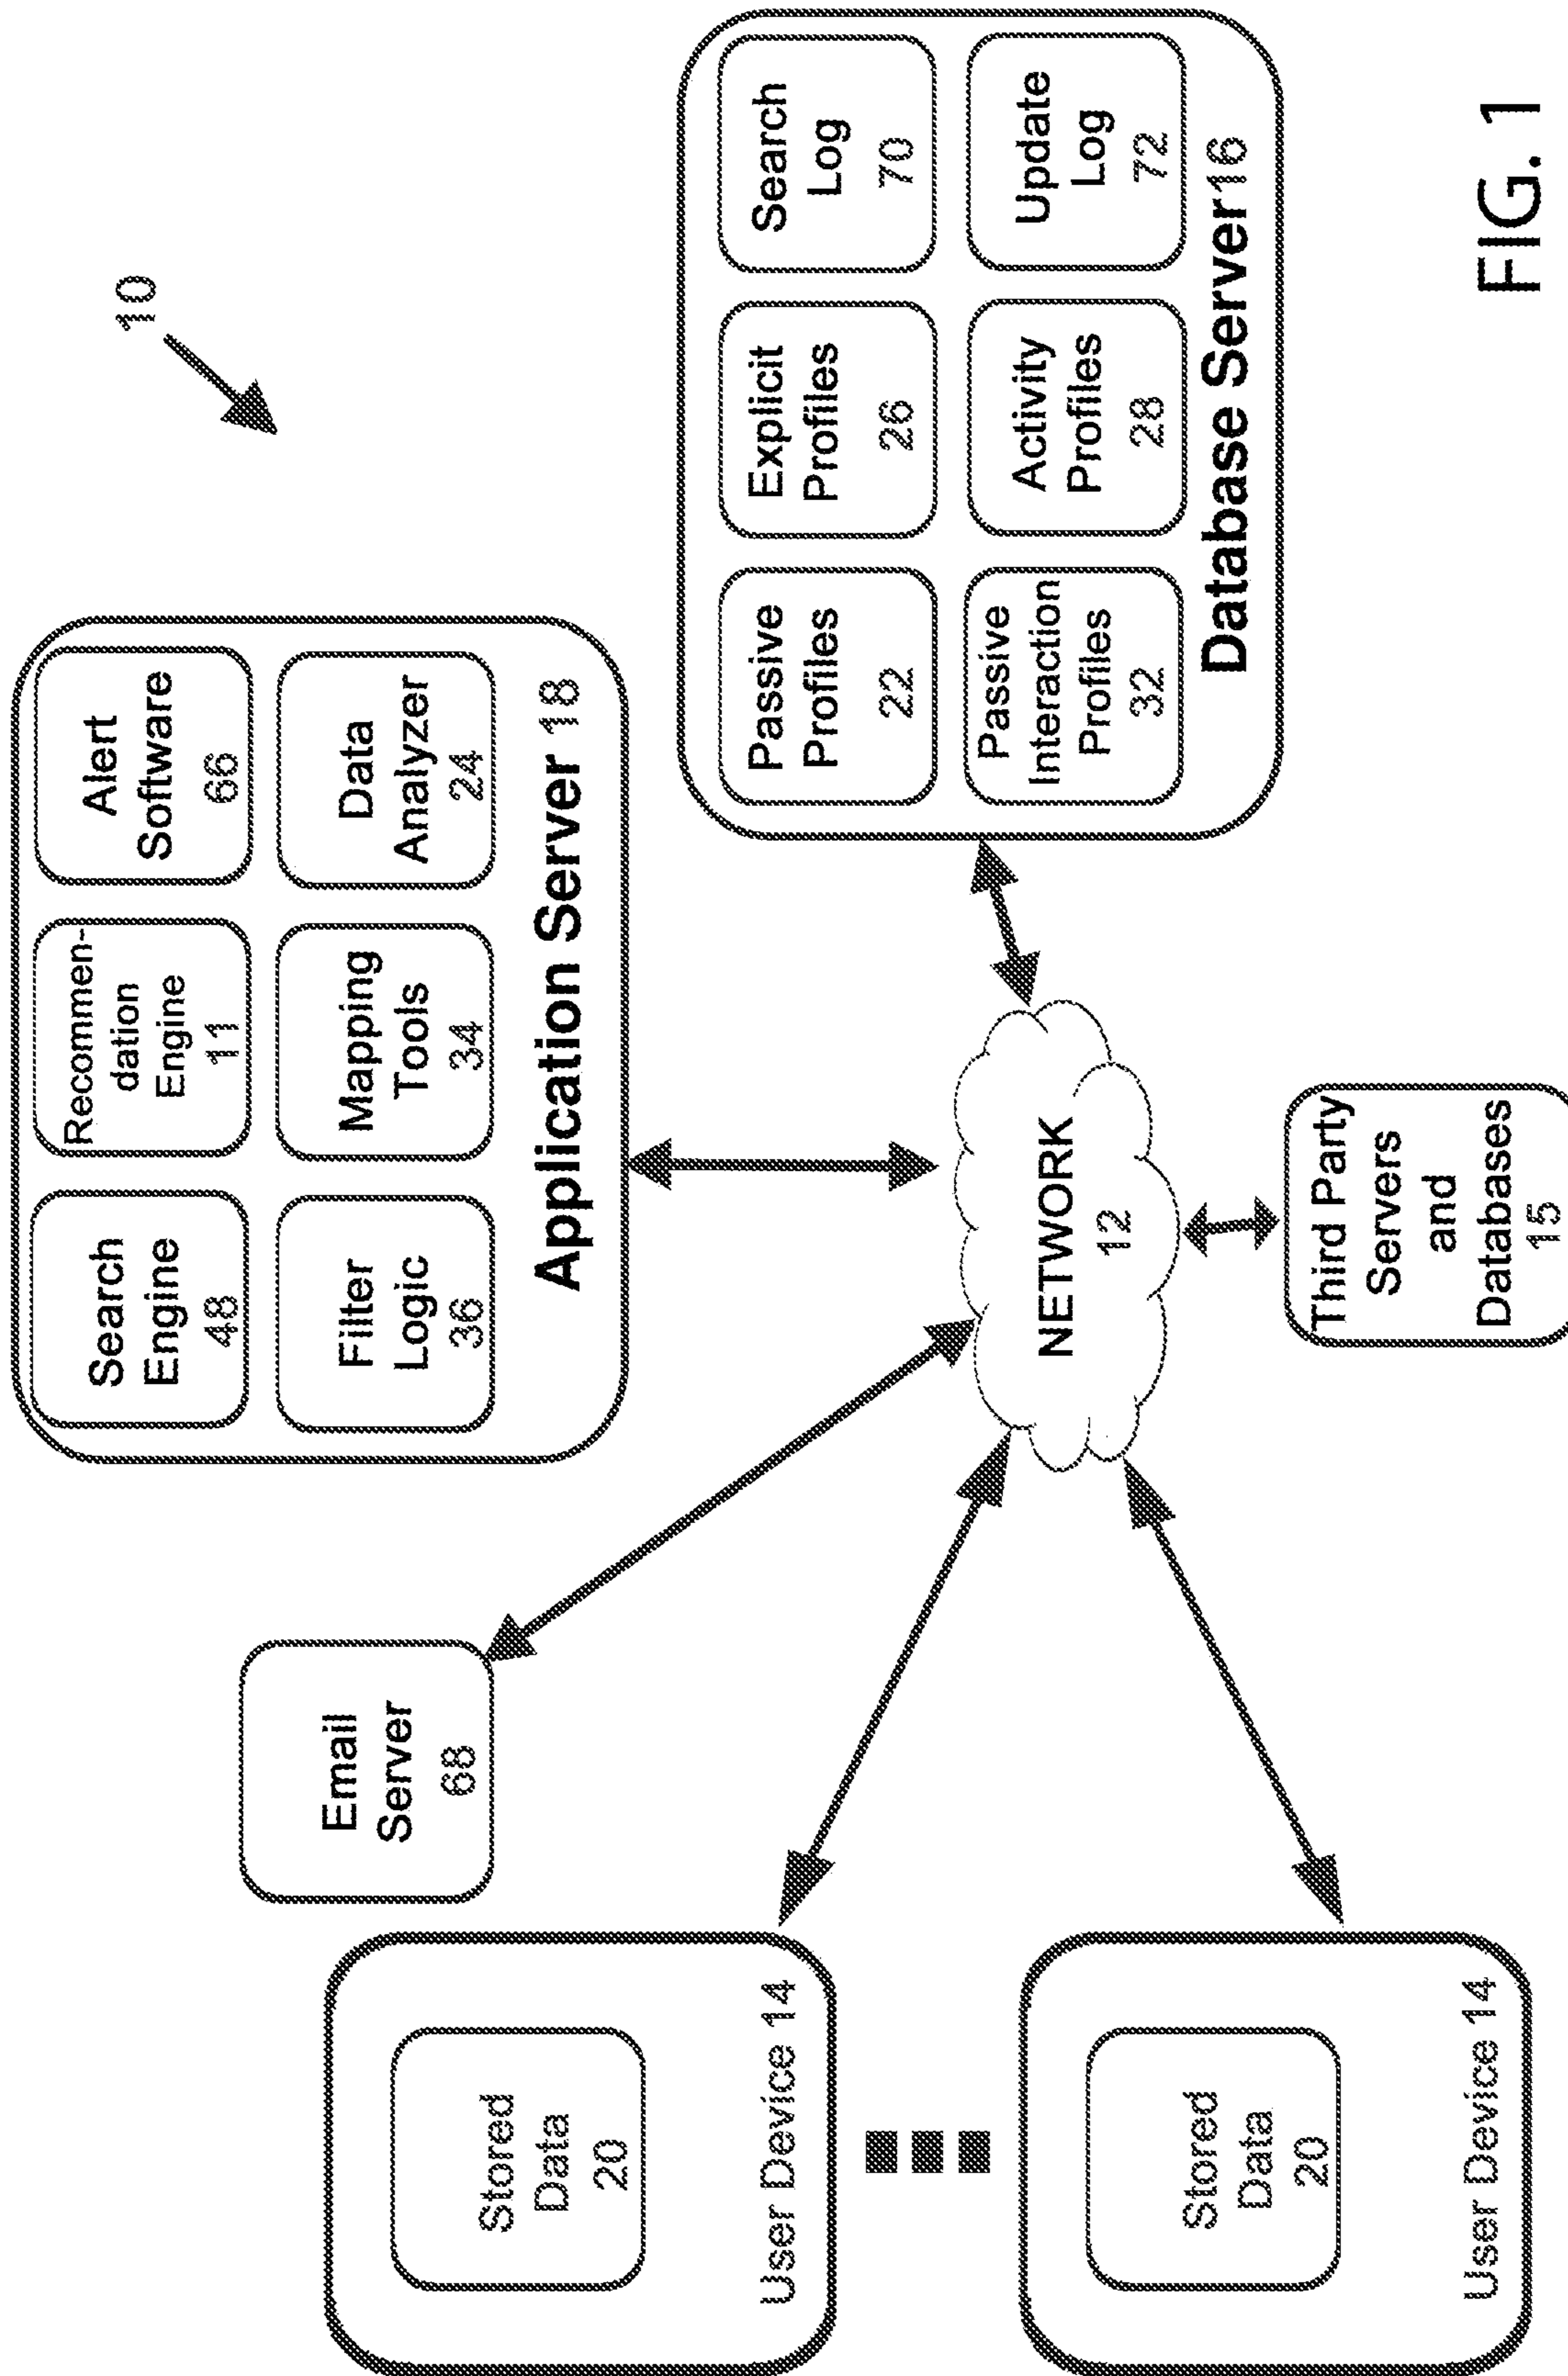 10
Search
Engine
48
Recommen-
dation
Engine
11
Alert
Software
66
Filter
Logic
36
Mapping
Tools
34
Data
Analyzer
24
Application Server 18
Email
Server
68
Stored
Data
20
User Device 14
Stored
Data
20
User Device 14
NETWORK
12
Third Party
Servers
and
Databases
15
Passive
Profiles
22
Explicit
Profiles
26
Search
Log
70
Passive
Interaction
Profiles
32
Activity
Profiles
28
Update
Log
72
Database Server16
FIG. 1